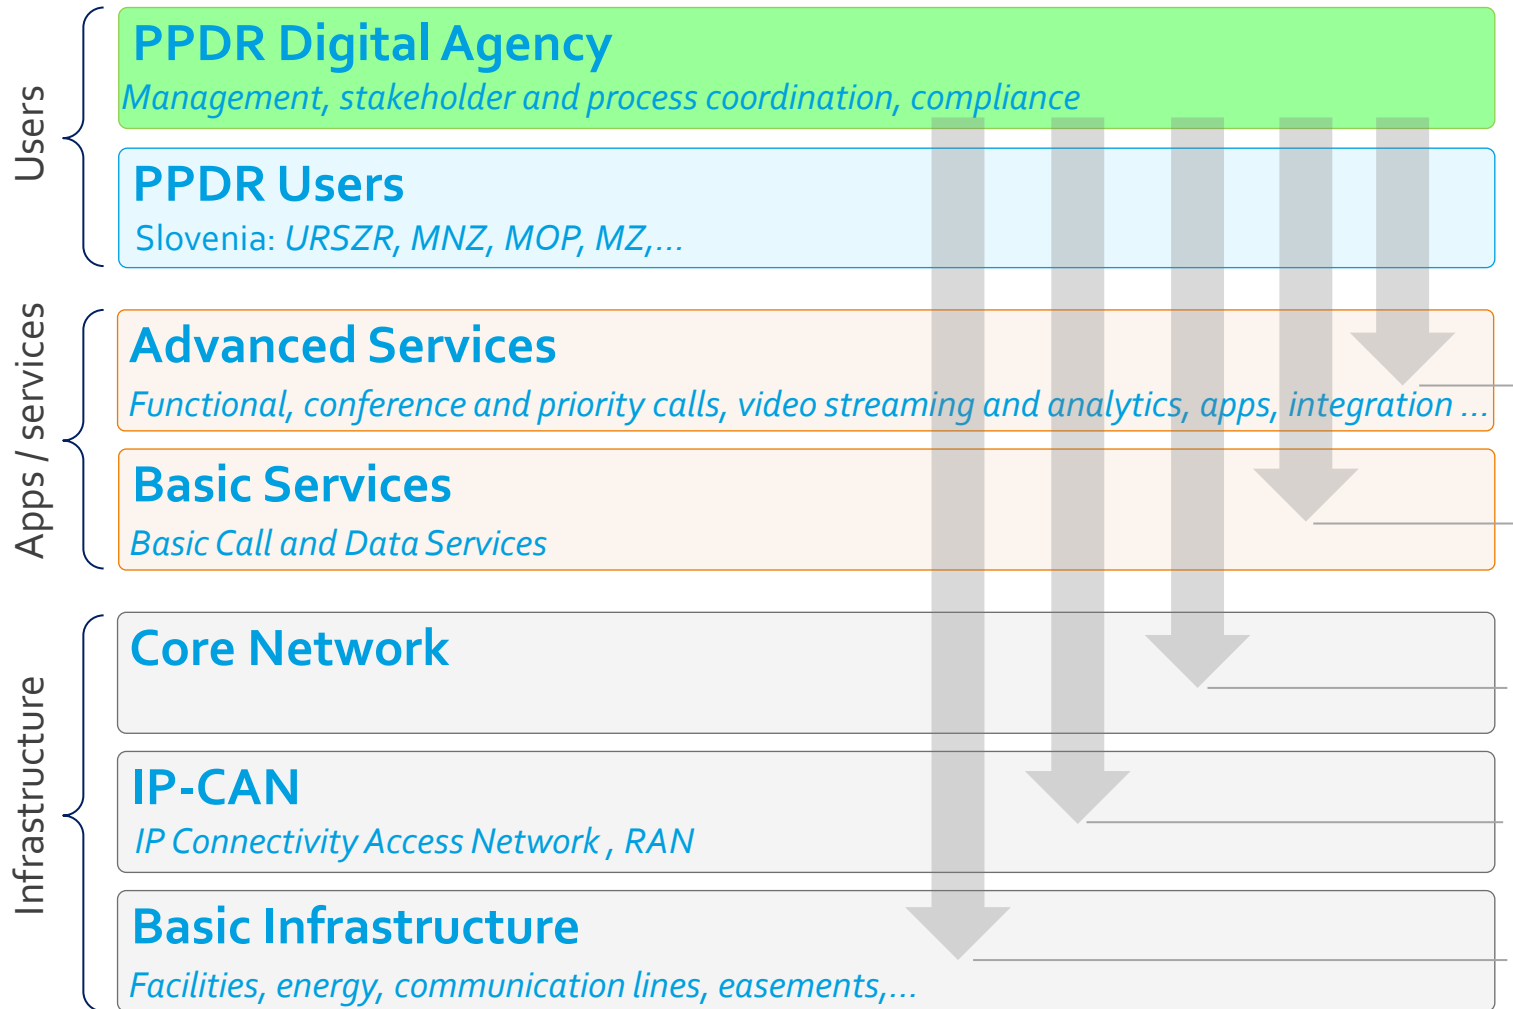 Users
PPDR Digital Agency
Management, stakeholder and process coordination, compliance
PPDR Users
Slovenia: URSZR, MNZ, MOP, MZ,...
Apps / services
Advanced Services
Functional, conference and priority calls, video streaming and analytics, apps, integration ...
Basic Services
Basic Call and Data Services
Infrastructure
Core Network
IP-CAN
IP Connectivity Access Network , RAN
Basic Infrastructure
Facilities, energy, communication lines, easements,...